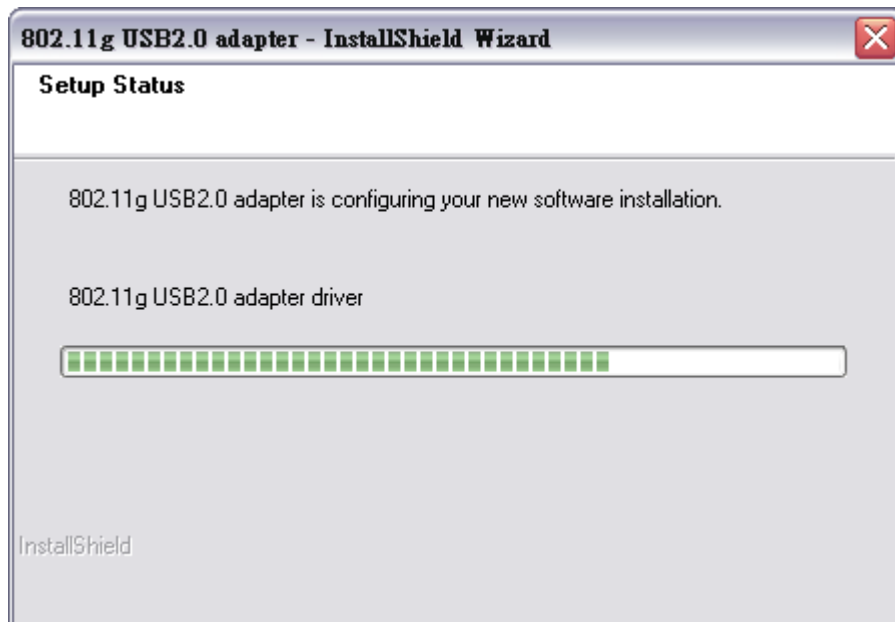 802.11g USB2.0 adapter - InstallShield Wizard
Setup Status
802.11g USB2.0 adapter is configuring your new software installation.
802.11g USB2.0 adapter driver
InstallShield